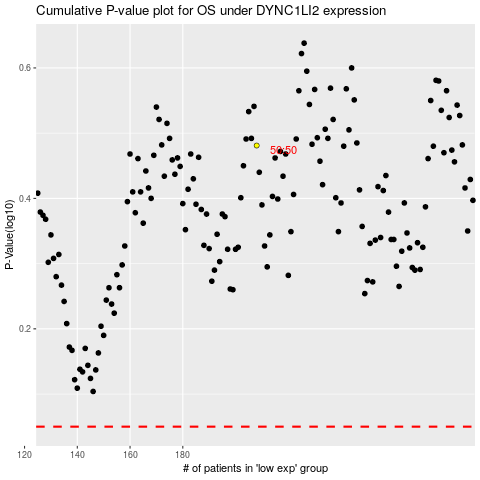 Cumulative P-value plot for OS under DYNC1LI2 expression
P-Value(log10)
0.6
0.4
0.2
50:50
120 140 160 180
# of patients in 'low exp' group